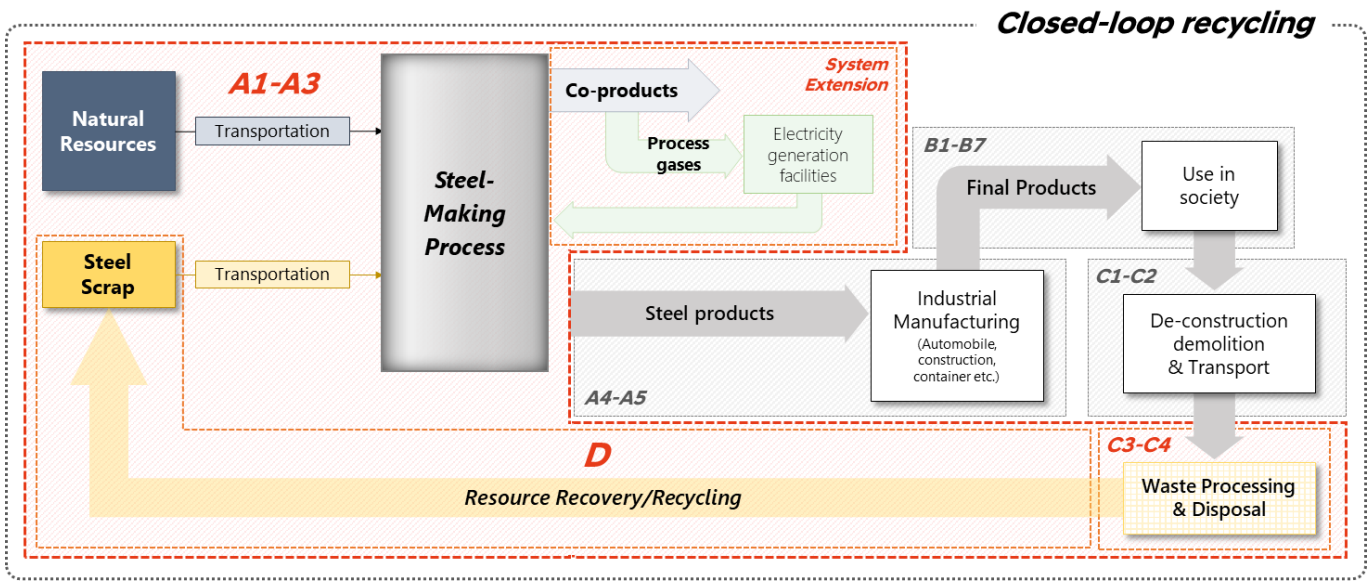 Closed-loop recycling
A1-A3
System
Extension
Natural
Resources
Transportation
Steel-
Making
Process
Co-products
Process
gases
Electricity
generation
facilities
B1-B7
Final Products
Use in
society
Steel
Scrap
Transportation
Steel products
Industrial
Manufacturing
(Automobile,
construction,
container etc.)
A4-A5
C1-C2
De-construction
demolition
& Transport
D
Resource Recovery/Recycling
C3-C4
Waste Processing
& Disposal